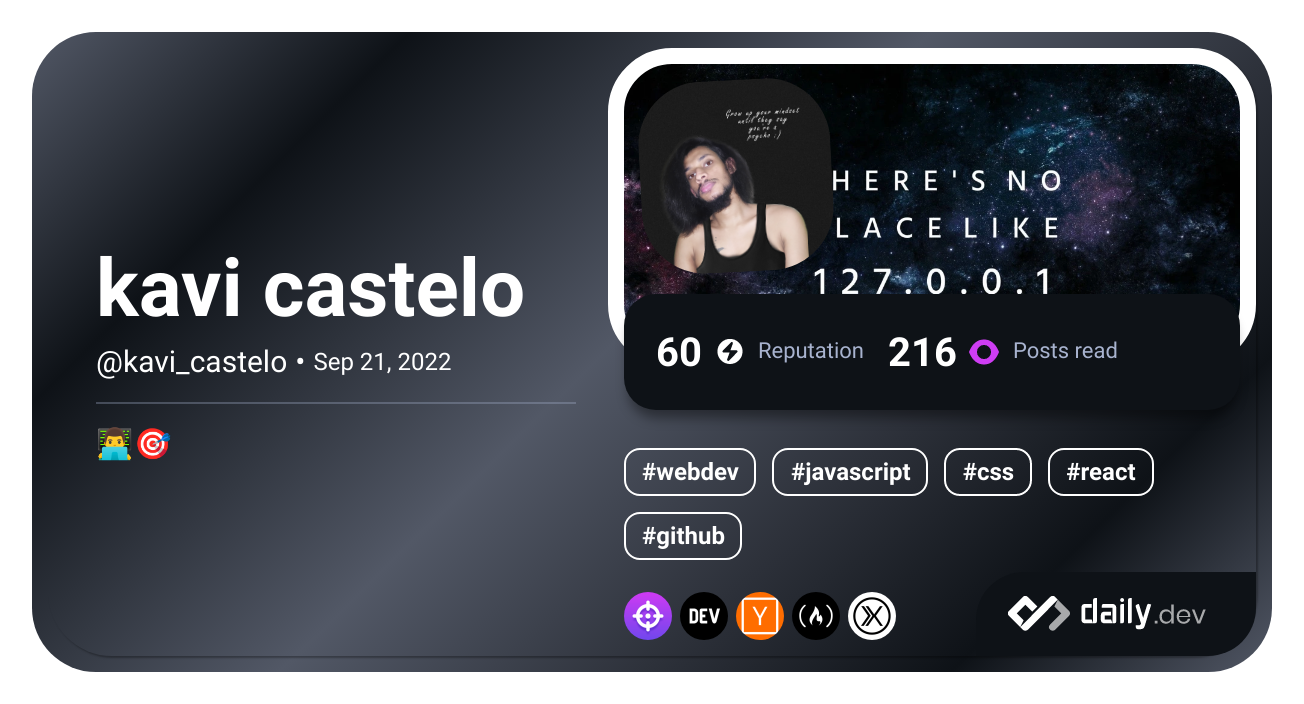 kavi castelo
@kavi_castelo • Sep 21, 2022
Grow up your mindset
until they say
you're a
psycho :)
HERE'S NO
LACE LIKE
127.0.0.1
60 Reputation 216 Posts read
#webdev #javascript #css #react
#github
DEV Y
daily.dev